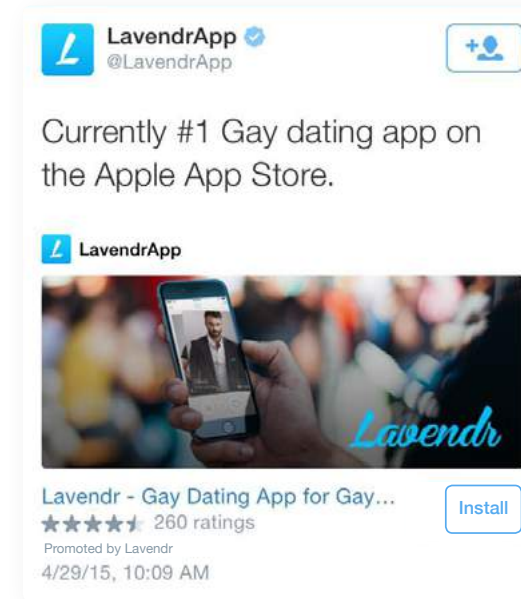 LavendrApp
@LavendrApp
Currently #1 Gay dating app on
the Apple App Store.
L LavendrApp
Lavendr
Lavendr - Gay Dating App for Gay...
260 ratings
Install
Promoted by Lavendr
4/29/15, 10:09 AM